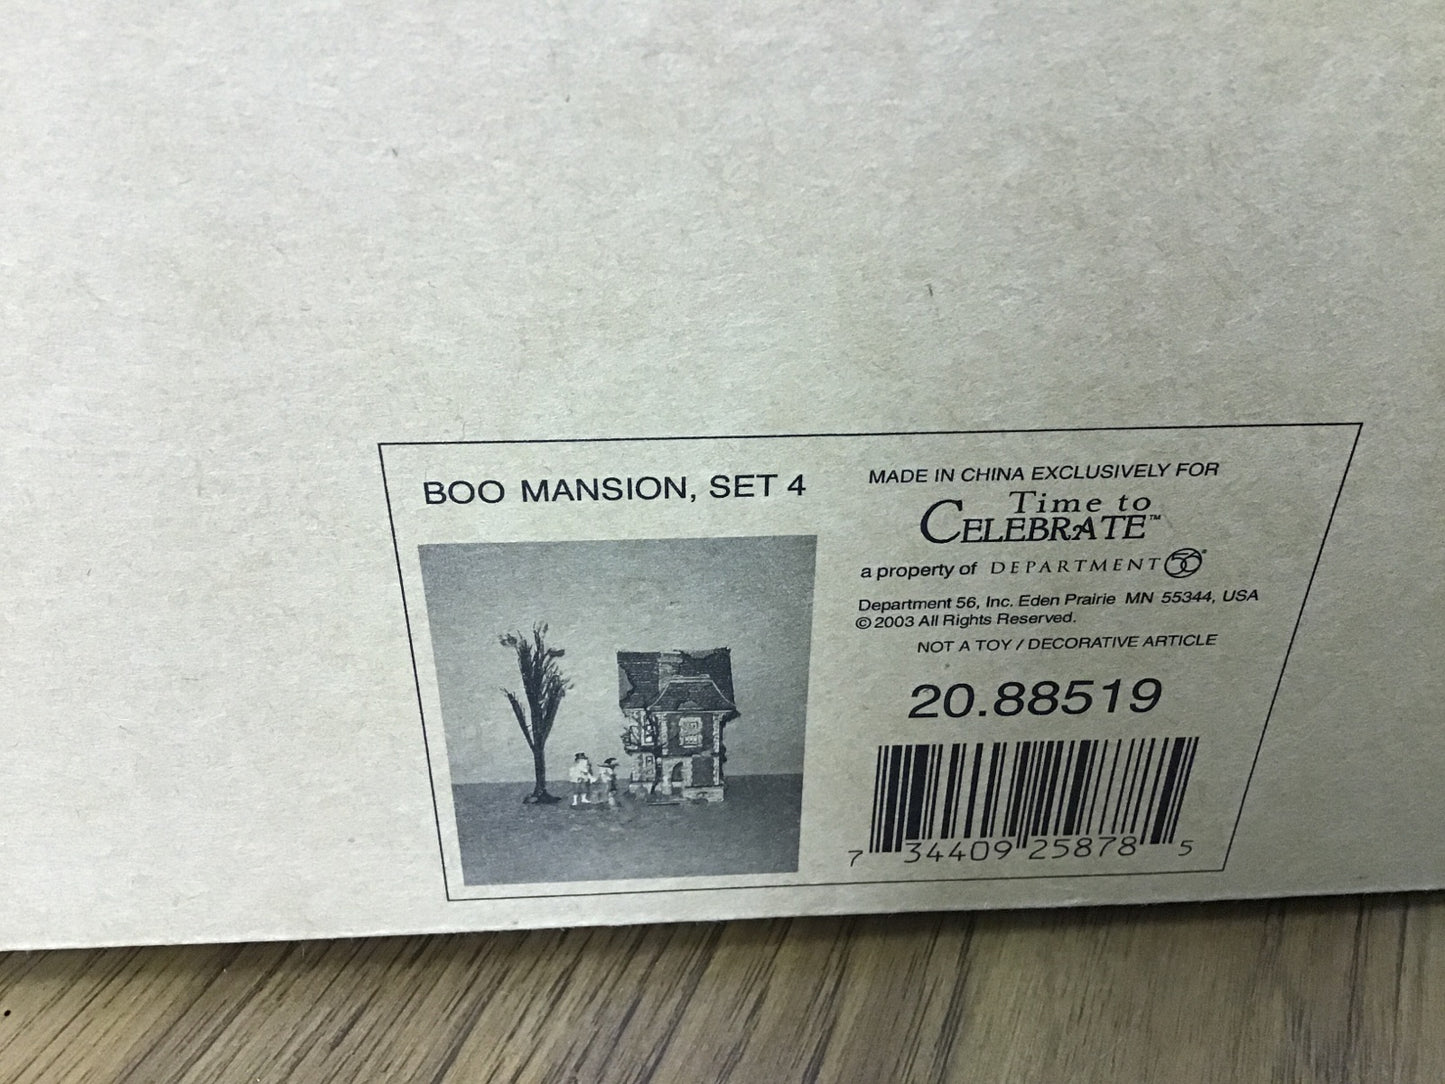 BOO MANSION, SET 4
MADE IN CHINA EXCLUSIVELY FOR
Time to
CELEBRATE™
a property of DEPARTMENT 56®
Department 56, Inc. Eden Prairie MN 55344, USA
© 2003 All Rights Reserved.
NOT A TOY / DECORATIVE ARTICLE
20.88519
7 34409 25878 5